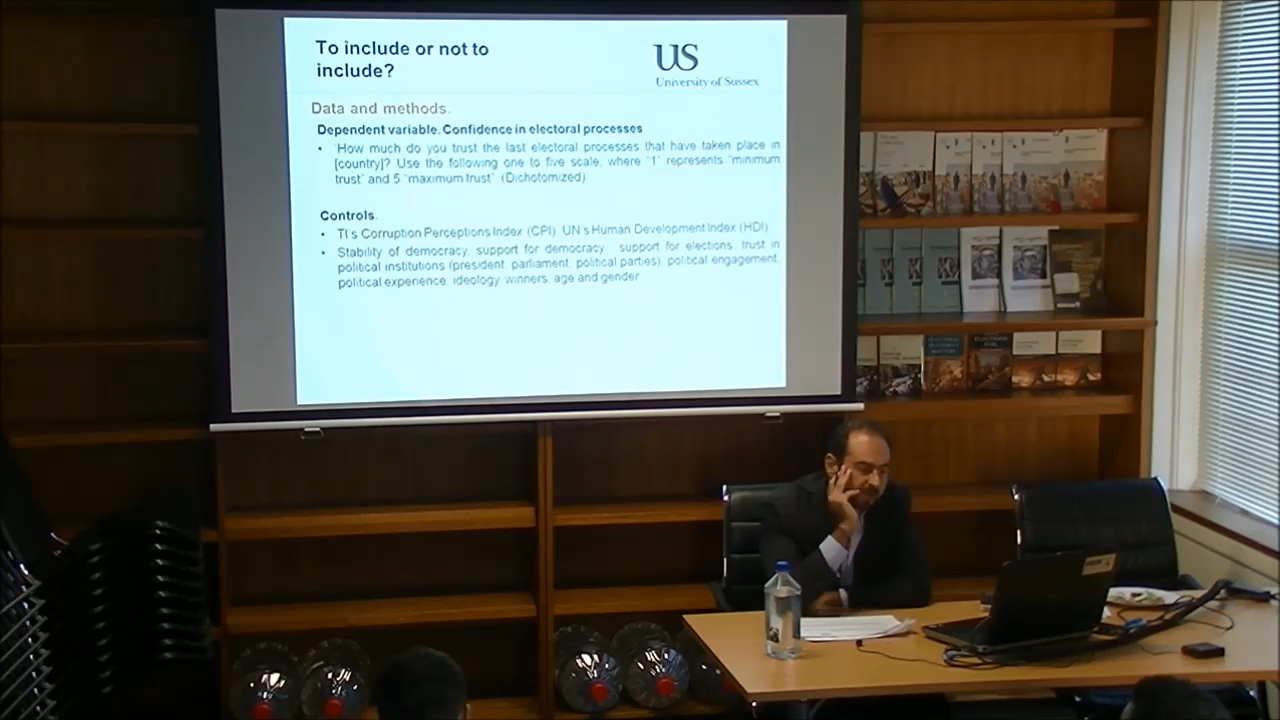 To include or not to
include?
US
University of Sussex
Data and methods.
Dependent variable. Confidence in electoral processes
• "How much do you trust the last electoral processes that have taken place in
[country]? Use the following one to five scale, where "1" represents "minimum
trust" and 5 "maximum trust" (Dichotomized)
Controls.
• TI's Corruption Perceptions Index (CPI), UN's Human Development Index (HDI)
• Stability of democracy, support for democracy, support for elections, trust in
political institutions (president, parliament, political parties), political engagement,
political experience, ideology, winners, age and gender